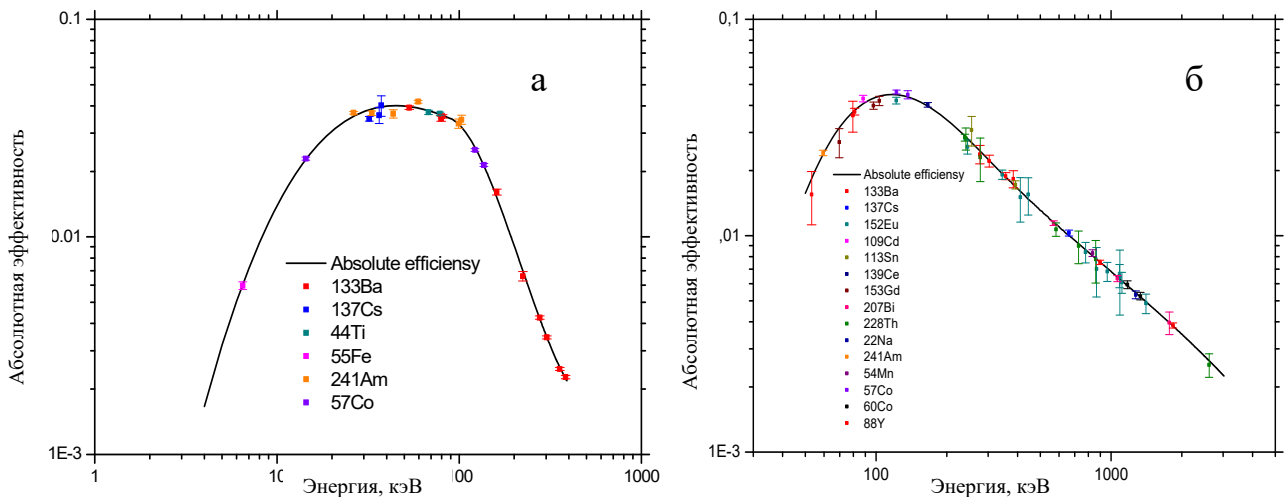 0,1
а
0.01
1E-3
Absolute efficiensy
133Ba
137Cs
44Ti
55Fe
241Am
57Co
1
10
100
1000
Энергия, кэВ
Абсолютная эффективность
0,1
б
,01
1E-3
Absolute efficiensy
133Ba
137Cs
152Eu
109Cd
113Sn
139Ce
153Gd
207Bi
228Th
22Na
241Am
54Mn
57Co
60Co
88Y
100
1000
Энергия, кэВ
Абсолютная эффективность